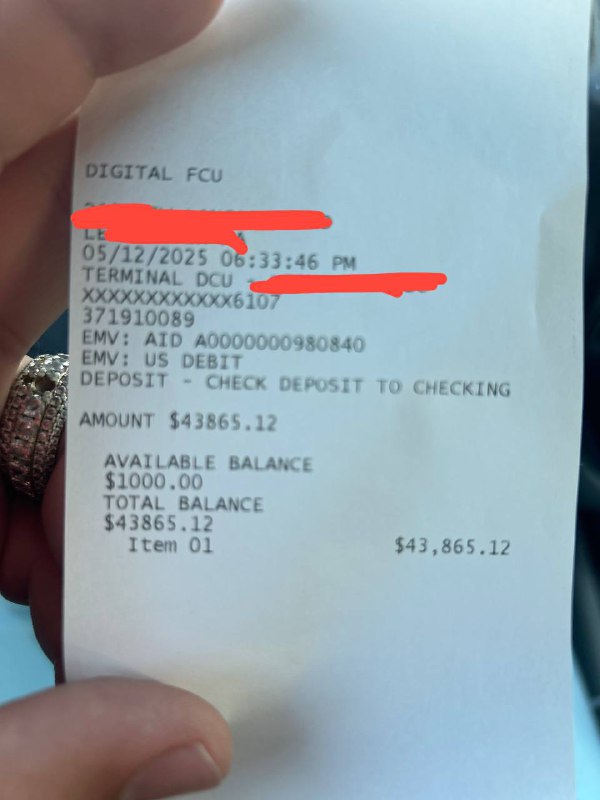 DIGITAL FCU
LE
05/12/2025 06:33:46 PM
TERMINAL DCU -
XXXXXXXXXXXX6107
371910089
EMV: AID A0000000980840
EMV: US DEBIT
DEPOSIT - CHECK DEPOSIT TO CHECKING
AMOUNT $43865.12
AVAILABLE BALANCE
$1000.00
TOTAL BALANCE
$43865.12
Item 01 $43,865.12